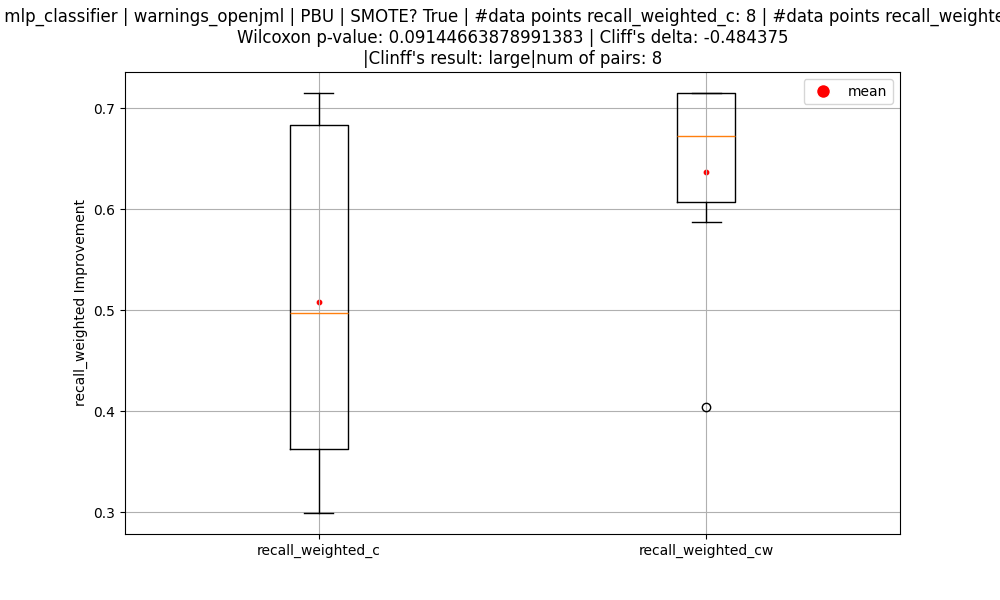 mlp_classifier | warnings_openjml | PBU | SMOTE? True | #data points recall_weighted_c: 8 | #data points
Wilcoxon p-value: 0.09144663878991383 | Cliff's delta: -0.484375
|Clinff's result: large|num of pairs: 8
mean
0.7
0.6
0.5
0.4
0.3
recall_weighted Improvement
recall_weighted_c
recall_weighted_cw